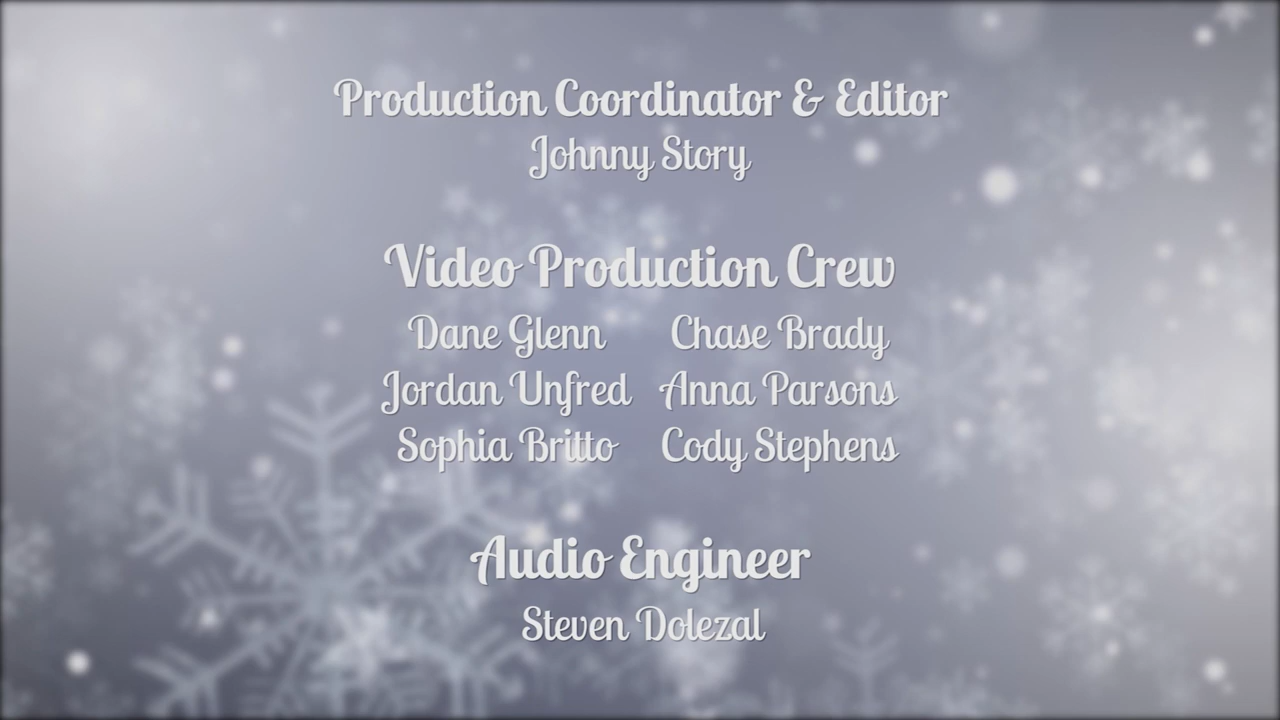 Production Coordinator & Editor
Johnny Story
Video Production Crew
Dane Glenn Chase Brady
Jordan Unfred Anna Parsons
Sophia Britto Cody Stephens
Audio Engineer
Steven Dolezal